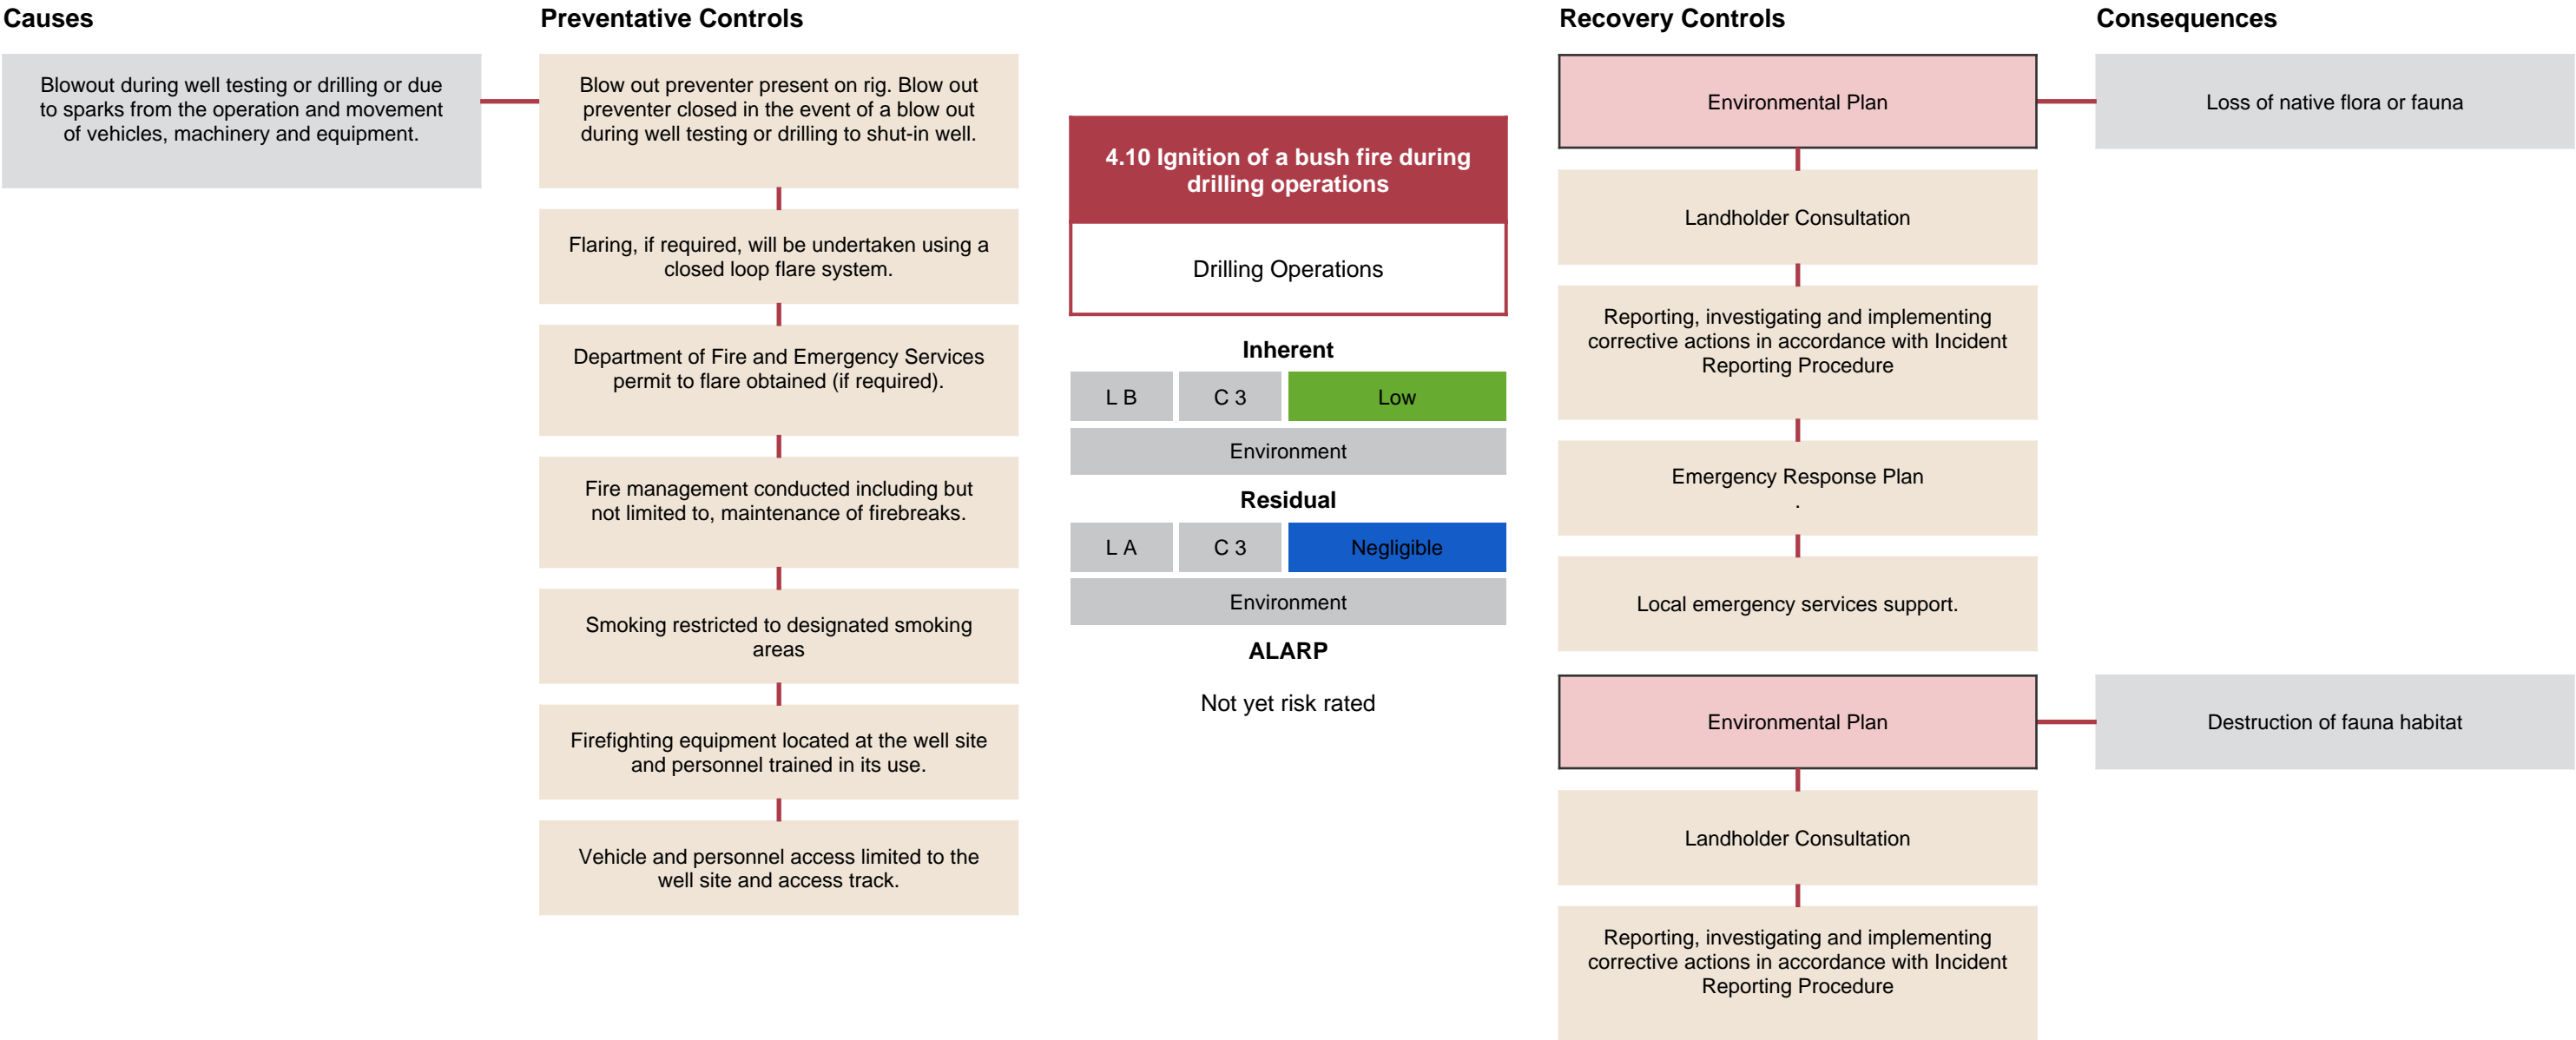 Causes
Preventative Controls
Recovery Controls
Consequences
Blowout during well testing or drilling or due
to sparks from the operation and movement
of vehicles, machinery and equipment.
Blow out preventer present on rig. Blow out
preventer closed in the event of a blow out
during well testing or drilling to shut-in well.
Flaring, if required, will be undertaken using a
closed loop flare system.
Department of Fire and Emergency Services
permit to flare obtained (if required).
Fire management conducted including but
not limited to, maintenance of firebreaks.
Smoking restricted to designated smoking
areas
Firefighting equipment located at the well site
and personnel trained in its use.
Vehicle and personnel access limited to the
well site and access track.
4.10 Ignition of a bush fire during
drilling operations
Drilling Operations
Inherent
L B
C 3
Low
Environment
Residual
L A
C 3
Negligible
Environment
ALARP
Not yet risk rated
Environmental Plan
Landholder Consultation
Reporting, investigating and implementing
corrective actions in accordance with Incident
Reporting Procedure
Emergency Response Plan
.
Local emergency services support.
Loss of native flora or fauna
Environmental Plan
Landholder Consultation
Reporting, investigating and implementing
corrective actions in accordance with Incident
Reporting Procedure
Destruction of fauna habitat